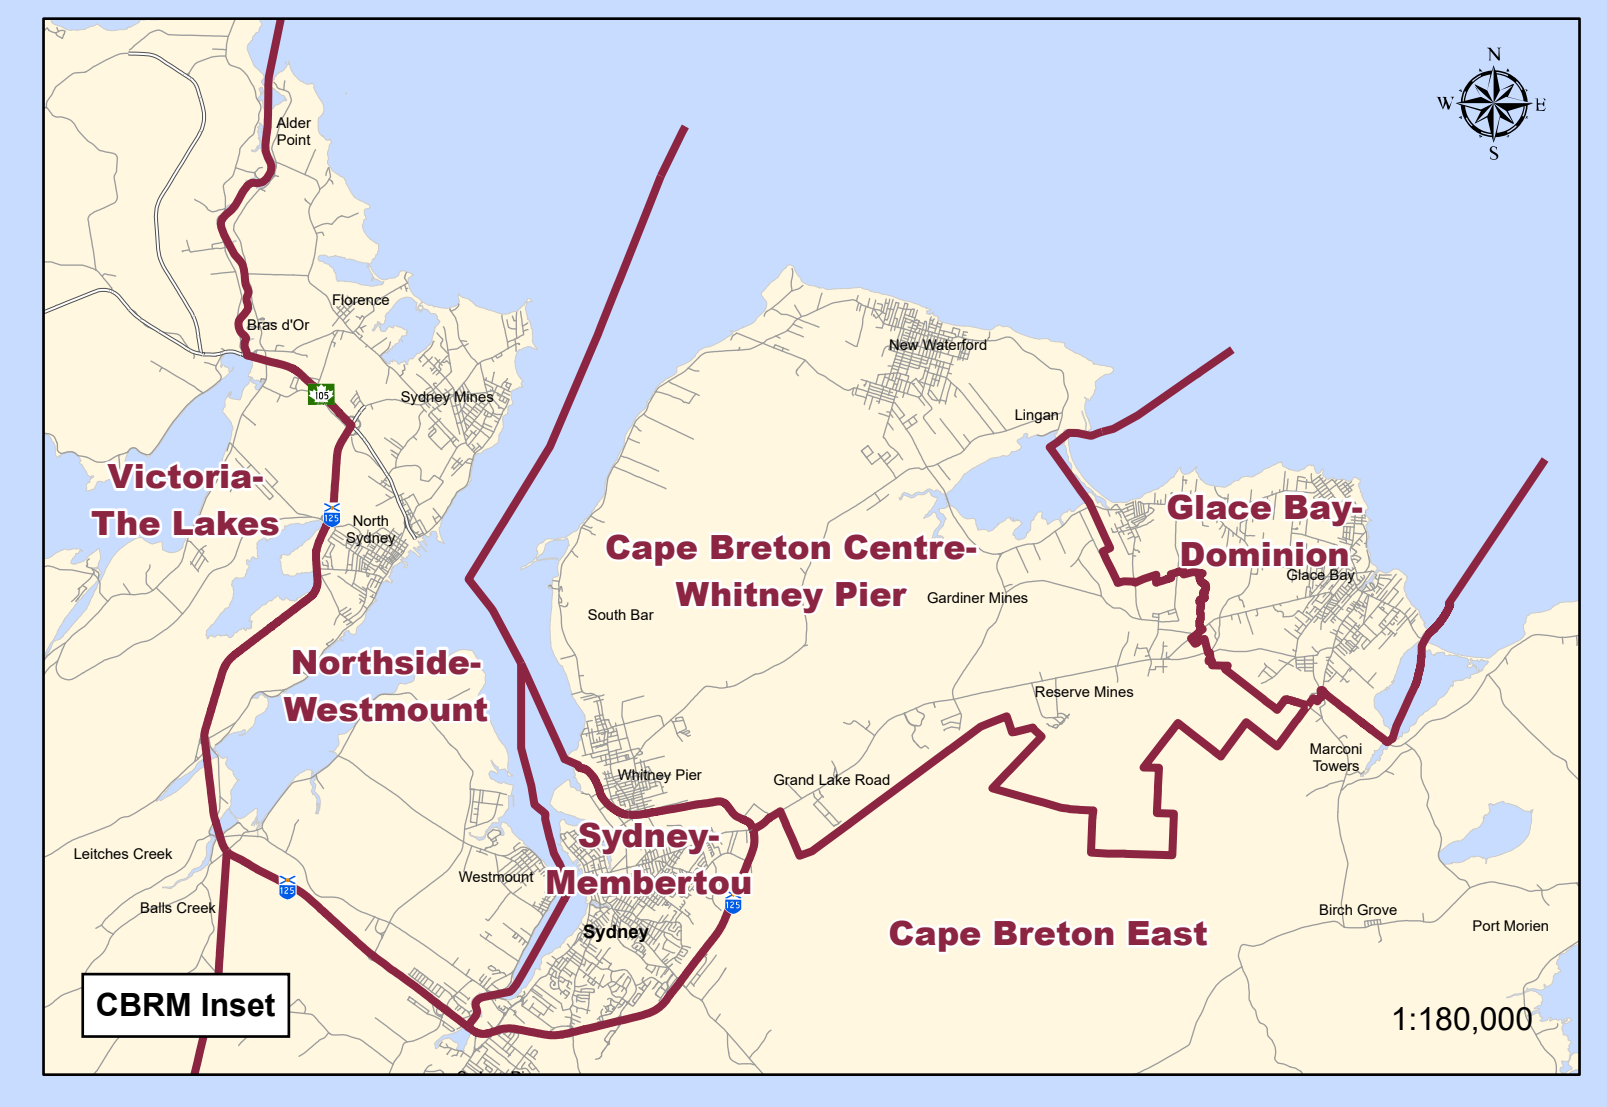 N
W E
S
Alder
Point
Florence
Bras d'Or
New Waterford
105
Sydney Mines
Lingan
Victoria-
The Lakes
125
North
Sydney
Glace Bay-
Dominion
Glace Bay
Cape Breton Centre-
Whitney Pier
Gardiner Mines
South Bar
Northside-
Westmount
Reserve Mines
Marconi
Towers
Whitney Pier
Grand Lake Road
Sydney-
Membertou
Leitches Creek
Westmount
125
125
Balls Creek
Sydney
Cape Breton East
Birch Grove
Port Morien
CBRM Inset
1:180,000